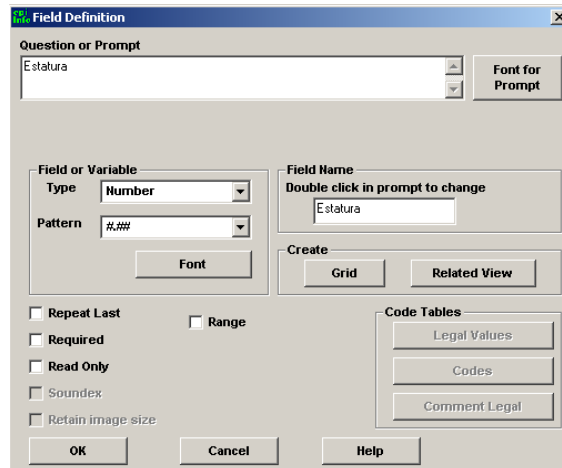 Epi Info Field Definition
Question or Prompt
Estatura
Font for Prompt
Field or Variable
Type Number
Pattern #.##
Font
Field Name
Double click in prompt to change
Estatura
Create
Grid Related View
Repeat Last
Range
Required
Read Only
Soundex
Retain image size
Code Tables
Legal Values
Codes
Comment Legal
OK Cancel Help